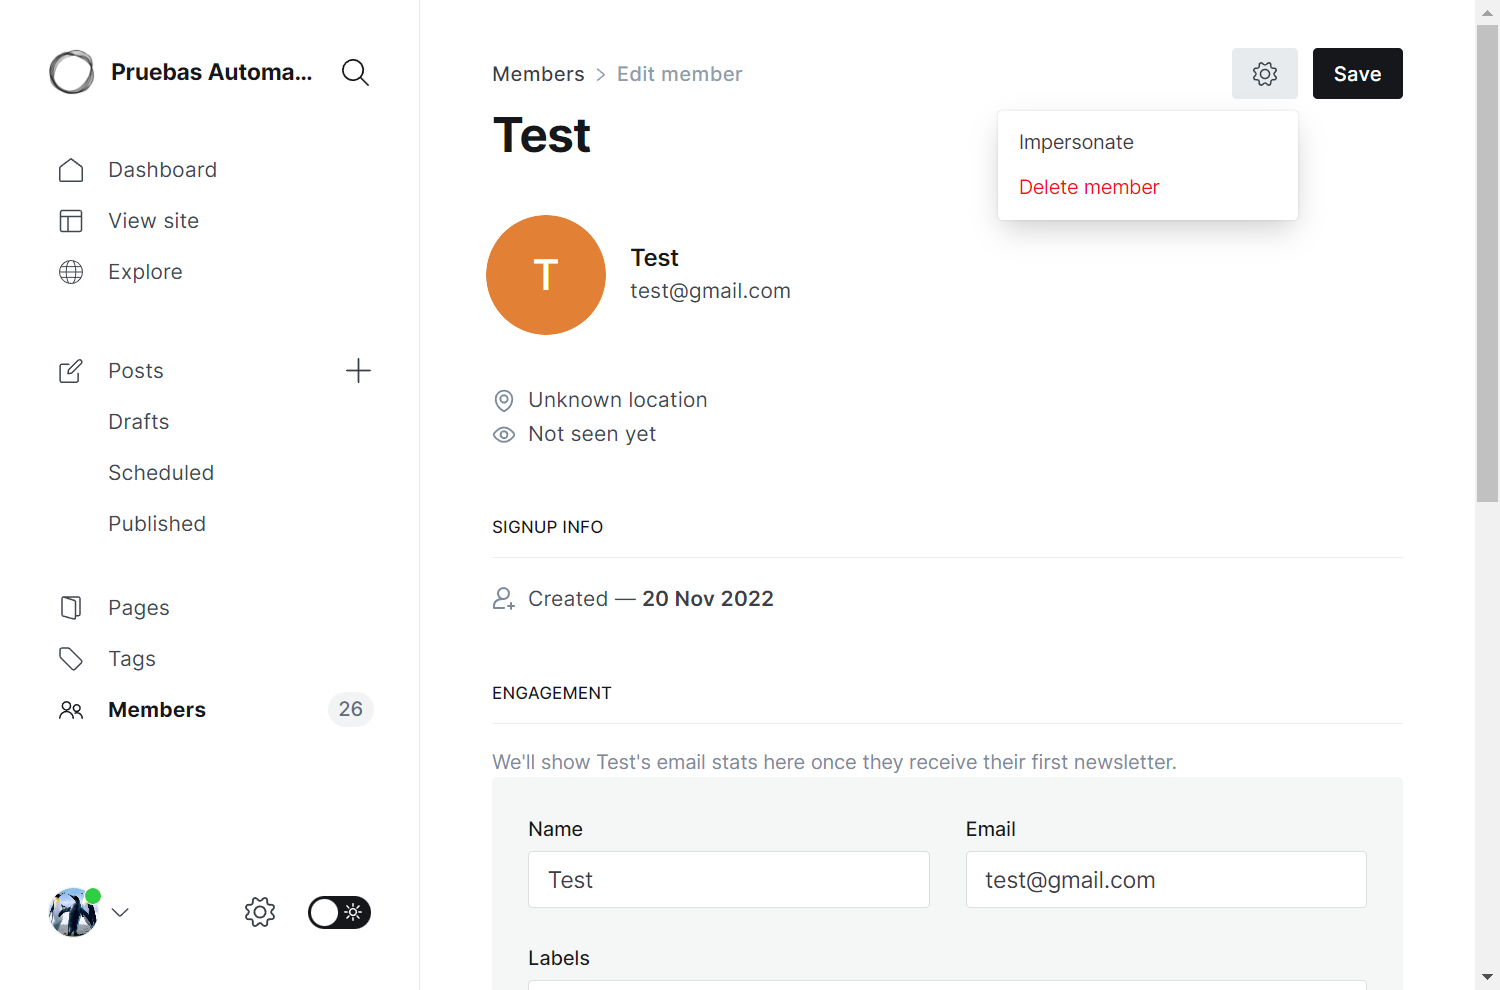 Pruebas Automa...
Dashboard
View site
Explore
Posts
Drafts
Scheduled
Published
Pages
Tags
Members 26
Members > Edit member
Save
Test
Impersonate
Delete member
T
Test
test@gmail.com
Unknown location
Not seen yet
SIGNUP INFO
Created — 20 Nov 2022
ENGAGEMENT
We'll show Test's email stats here once they receive their first newsletter.
Name Email
Test test@gmail.com
Labels